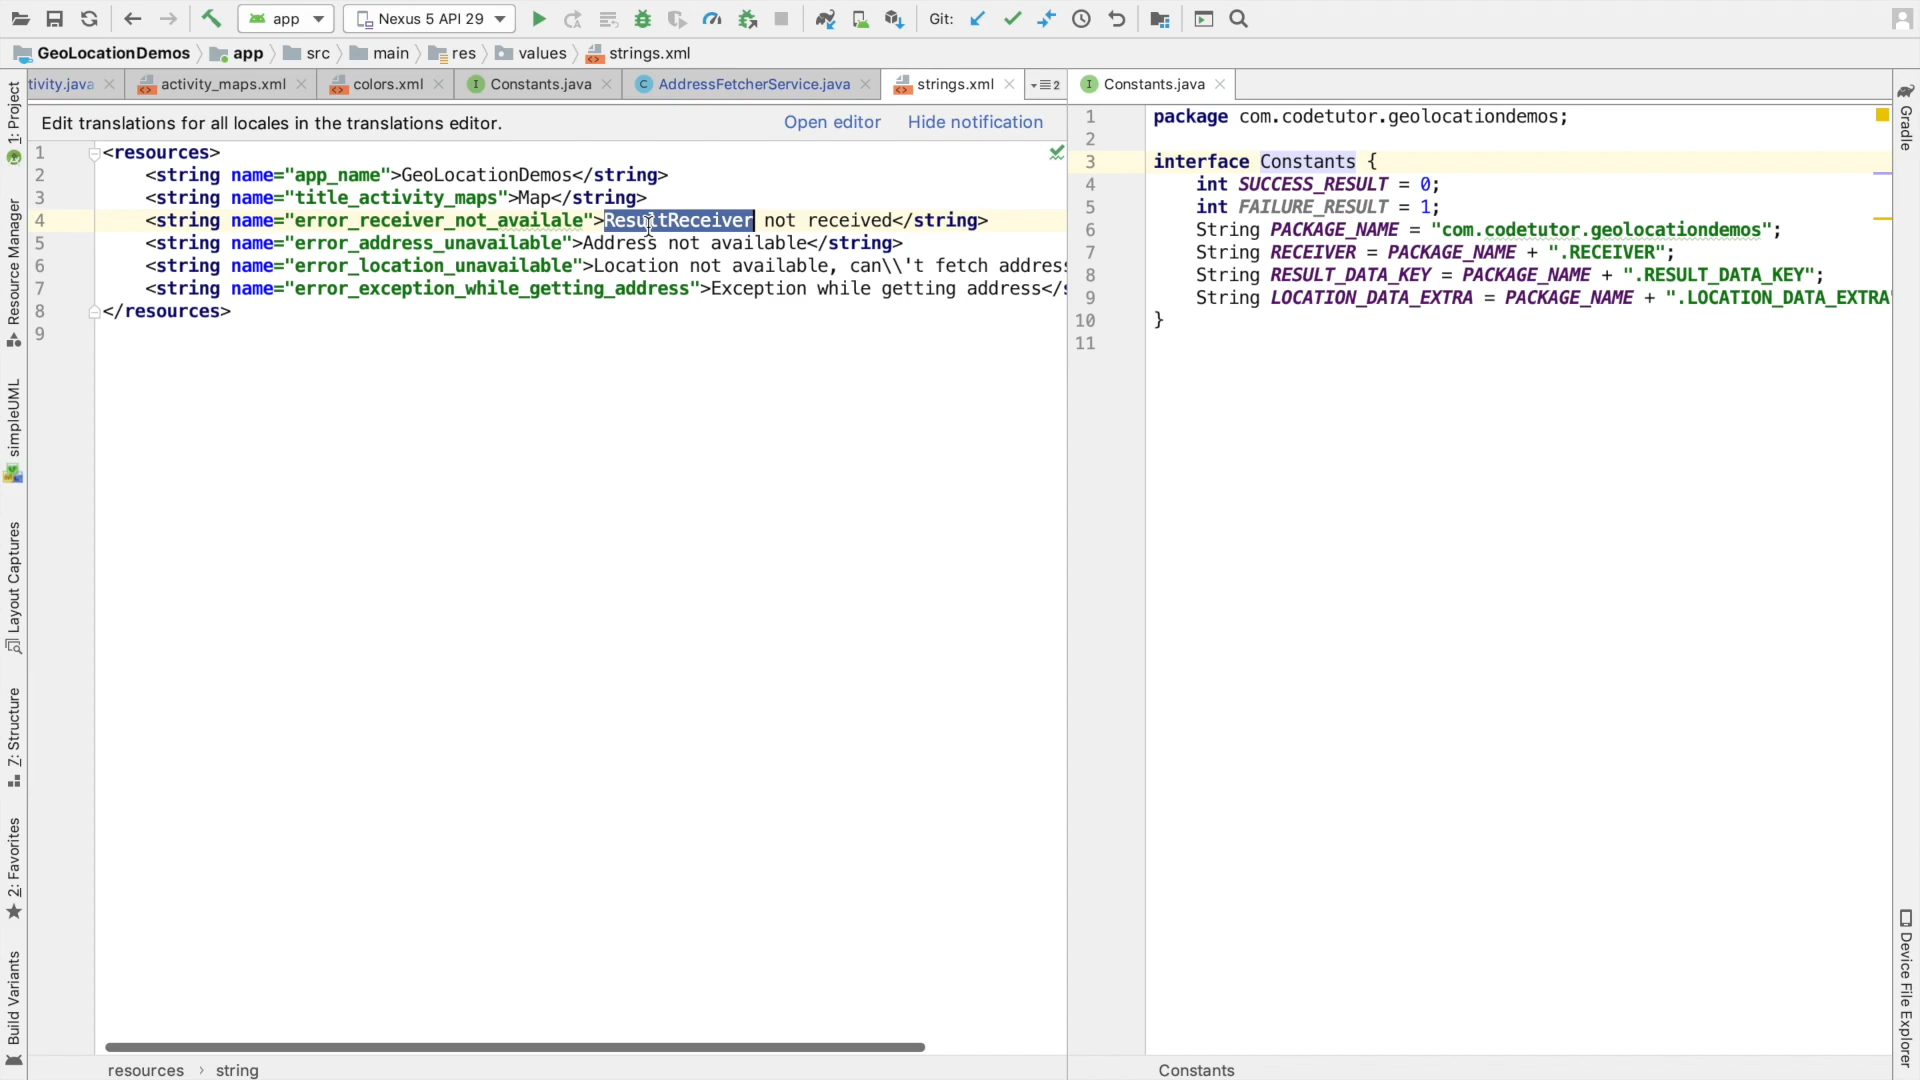 app
Nexus 5 API 29
Git:
GeoLocationDemos
app
src
main
res
values
strings.xml
tivity.java
activity_maps.xml
colors.xml
Constants.java
AddressFetcherService.java
strings.xml
2
Constants.java
Edit translations for all locales in the translations editor.
Open editor
Hide notification
1 <resources>
2 <string name="app_name">GeoLocationDemos</string>
3 <string name="title_activity_maps">Map</string>
4 <string name="error_receiver_not_availale">ResultReceiver not received</string>
5 <string name="error_address_unavailable">Address not available</string>
6 <string name="error_location_unavailable">Location not available, can\\'t fetch addres
7 <string name="error_exception_while_getting_address">Exception while getting address</s
8 </resources>
9
1 package com.codetutor.geolocationdemos;
2
3 interface Constants {
4 int SUCCESS_RESULT = 0;
5 int FAILURE_RESULT = 1;
6 String PACKAGE_NAME = "com.codetutor.geolocationdemos";
7 String RECEIVER = PACKAGE_NAME + ".RECEIVER";
8 String RESULT_DATA_KEY = PACKAGE_NAME + ".RESULT_DATA_KEY";
9 String LOCATION_DATA_EXTRA = PACKAGE_NAME + ".LOCATION_DATA_EXTRA"
10 }
11
1: Project
Resource Manager
simpleUML
Layout Captures
7: Structure
2: Favorites
Build Variants
Gradle
Device File Explorer
resources › string
Constants